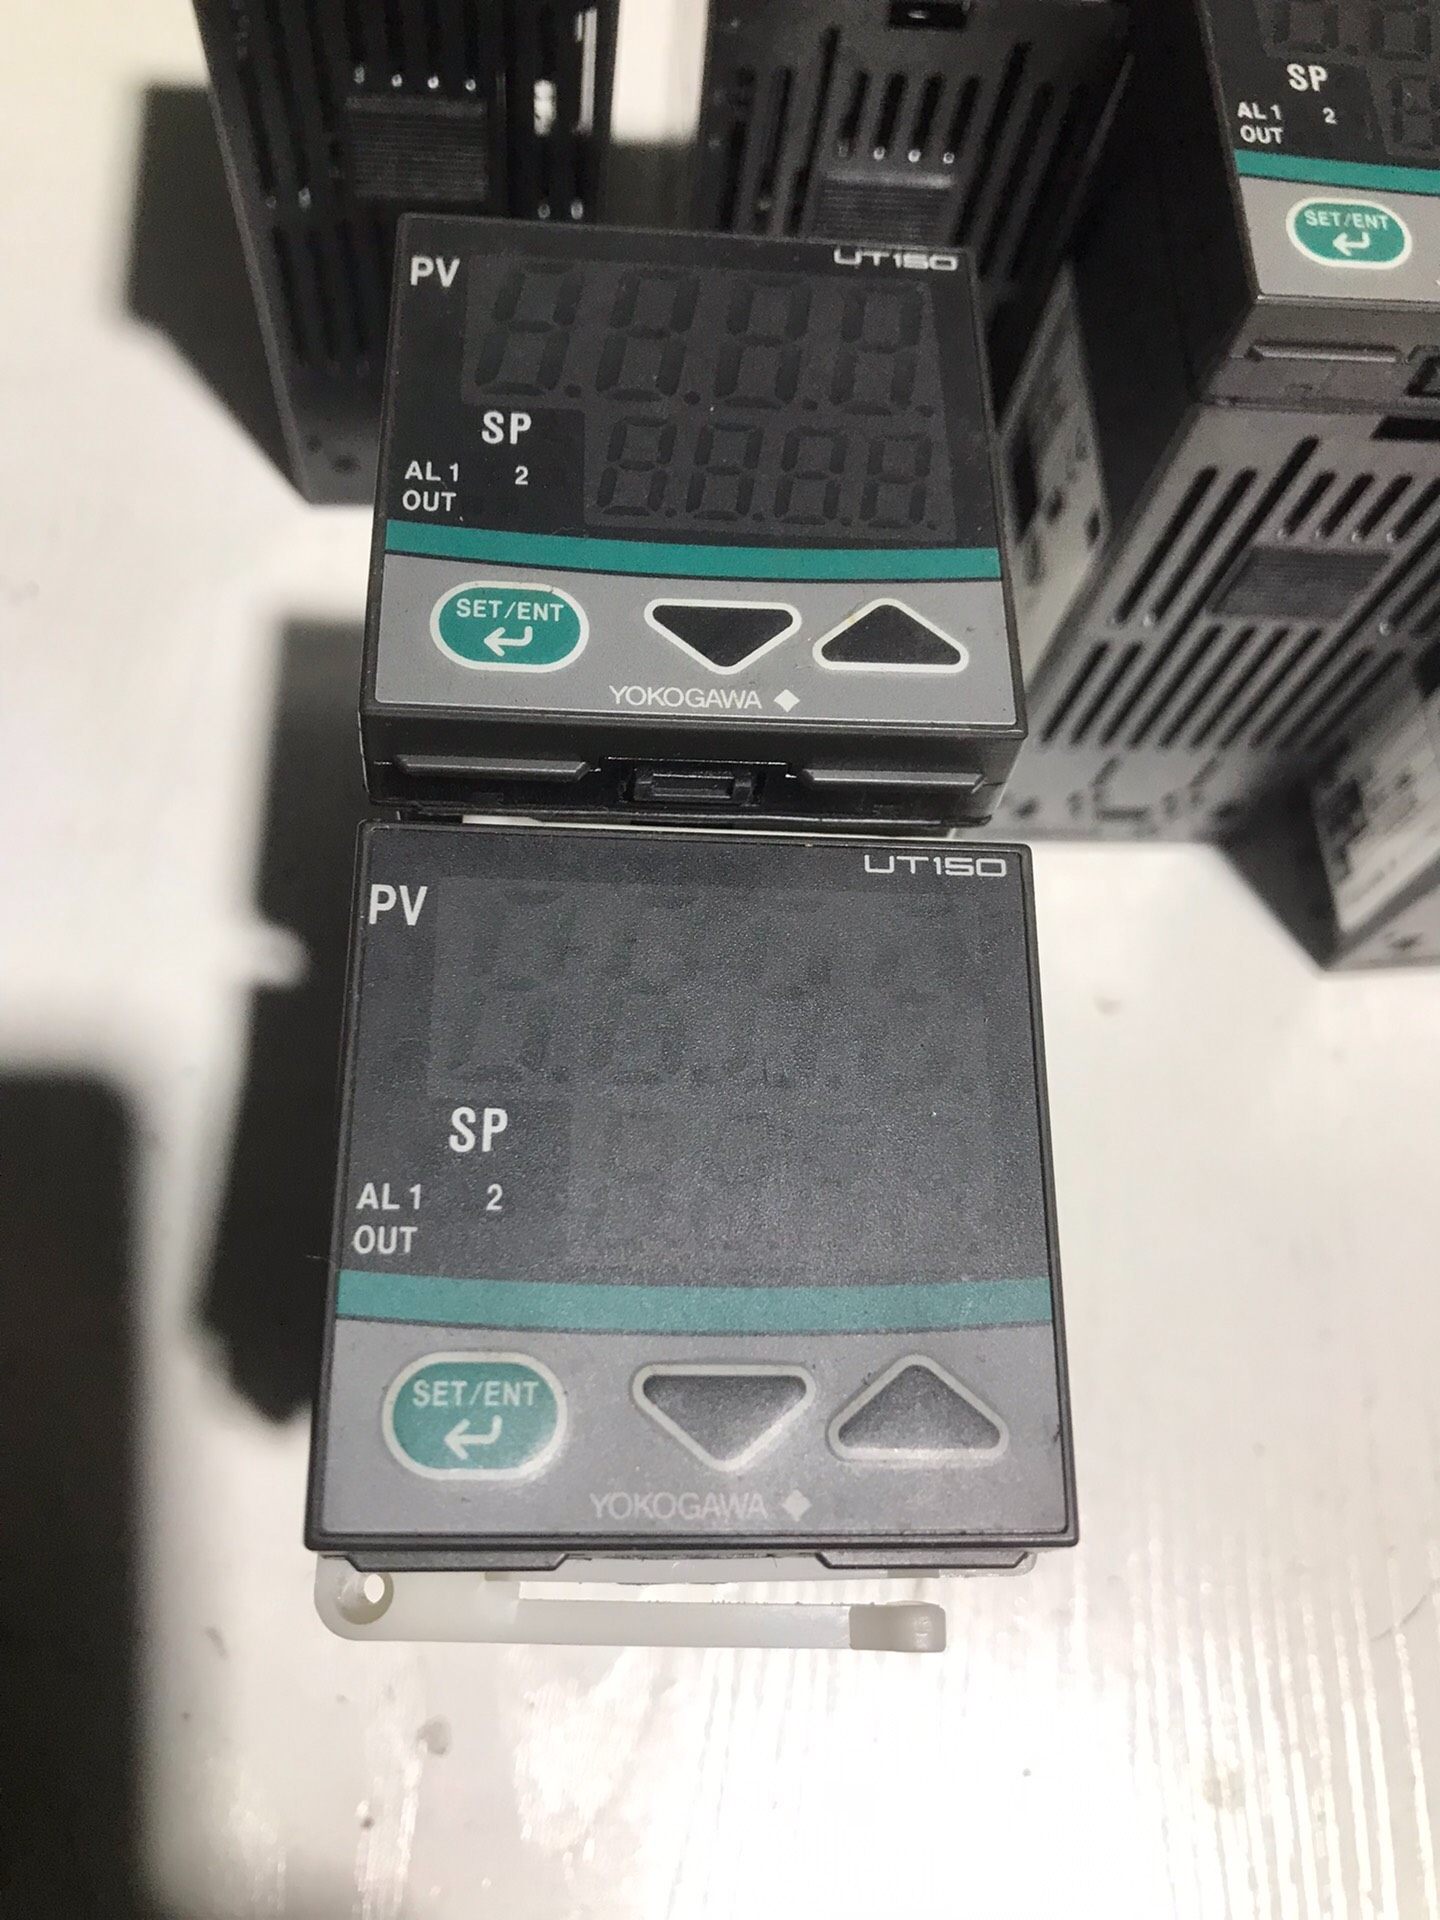 SP
AL 1 2
OUT
SET/ENT
UT150
PV
SP
AL 1 2
OUT
SET/ENT
YOKOGAWA
UT150
PV
SP
AL 1 2
OUT
SET/ENT
YOKOGAWA